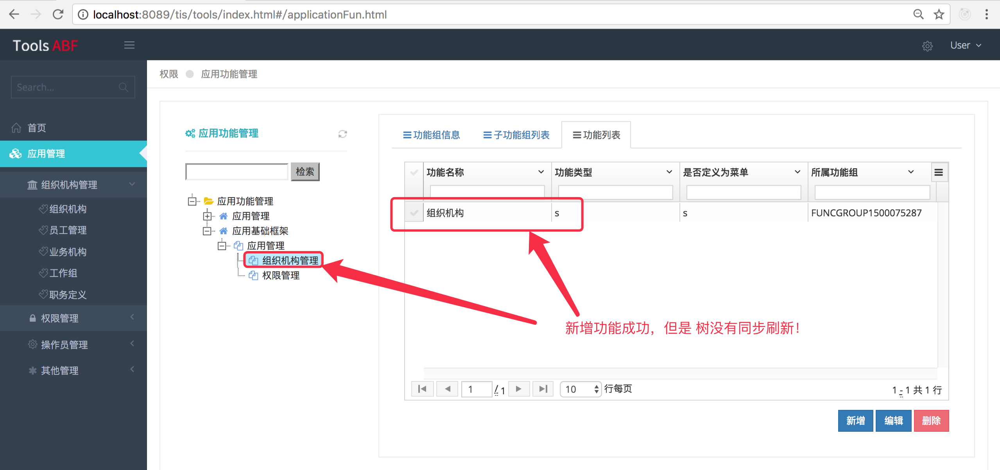 localhost:8089/tis/tools/index.html#/applicationFun.html
Tools ABF
User
Search...
首页
应用管理
组织机构管理
组织机构
员工管理
业务机构
工作组
职务定义
权限管理
操作员管理
其他管理
权限 应用功能管理
应用功能管理
检索
应用功能管理
应用管理
应用基础框架
应用管理
组织机构管理
权限管理
功能组信息 子功能组列表 功能列表
功能名称 功能类型 是否定义为菜单 所属功能组
组织机构 s s FUNCGROUP1500075287
新增功能成功，但是 树没有同步刷新！
1 / 1 10 行每页 1 - 1 共 1 行
新增 编辑 删除